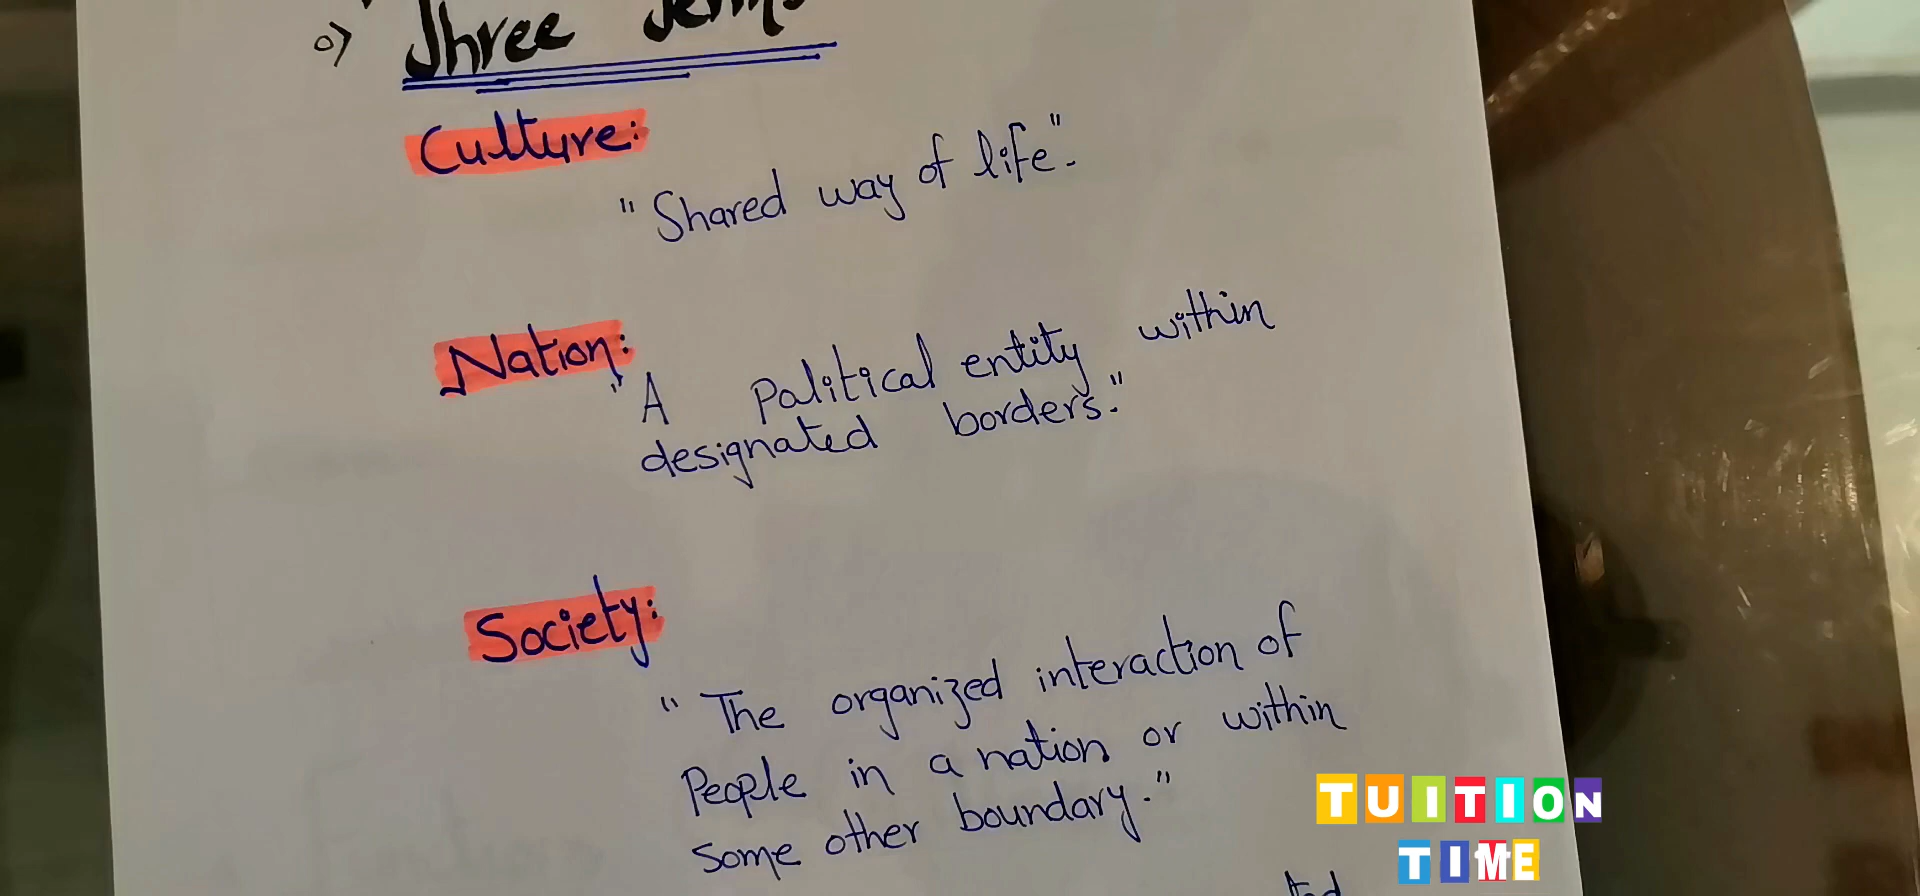 Three Terms
Culture:
"Shared way of life."
Nation:
"A Political entity within
designated borders."
Society:
"The organized interaction of
People in a nation or within
some other boundary."
TUITION
TIME